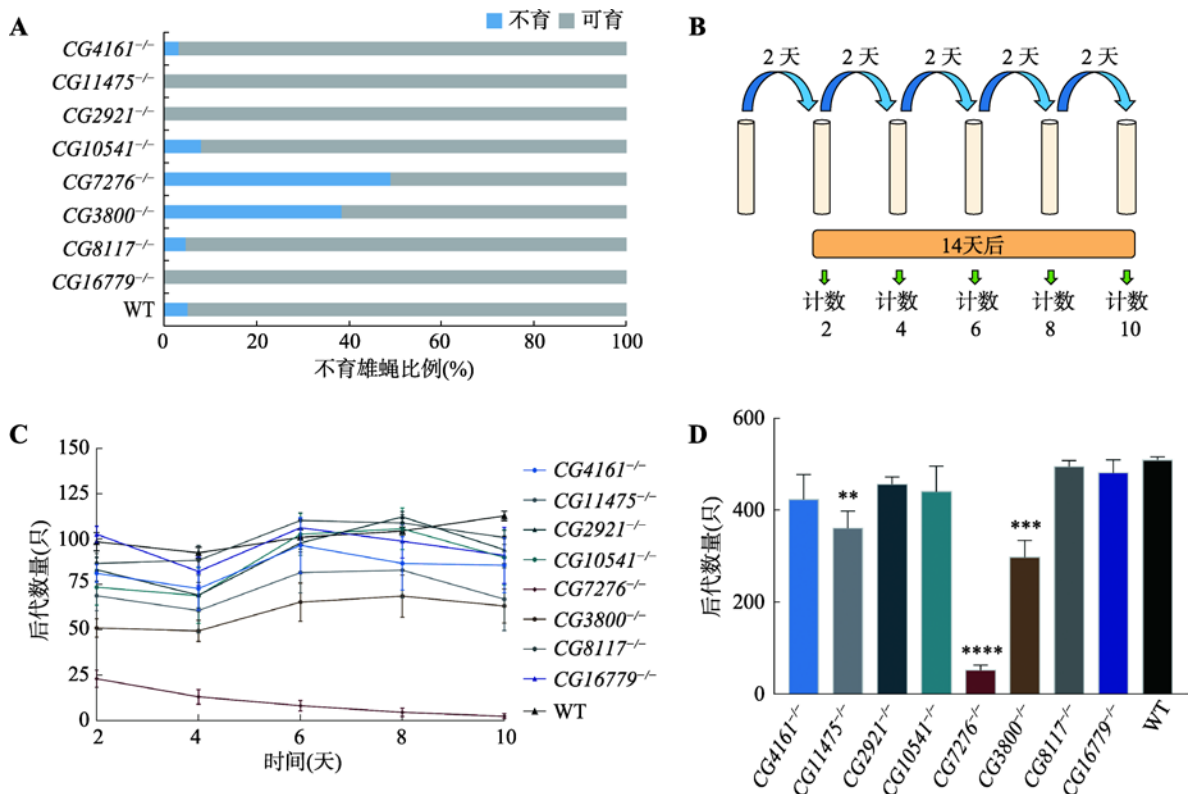 A
不育 可育
CG4161−/−
CG11475−/−
CG2921−/−
CG10541−/−
CG7276−/−
CG3800−/−
CG8117−/−
CG16779−/−
WT
0 20 40 60 80 100
不育雄蝇比例(%)
B
2 天 2 天 2 天 2 天 2 天
14天后
计数 计数 计数 计数 计数
2 4 6 8 10
C
后代数量(只)
150
125
100
75
50
25
0
2 4 6 8 10
时间(天)
CG4161−/−
CG11475−/−
CG2921−/−
CG10541−/−
CG7276−/−
CG3800−/−
CG8117−/−
CG16779−/−
WT
D
后代数量(只)
600
400
200
0
**
****
***
CG4161−/−
CG11475−/−
CG2921−/−
CG10541−/−
CG7276−/−
CG3800−/−
CG8117−/−
CG16779−/−
WT